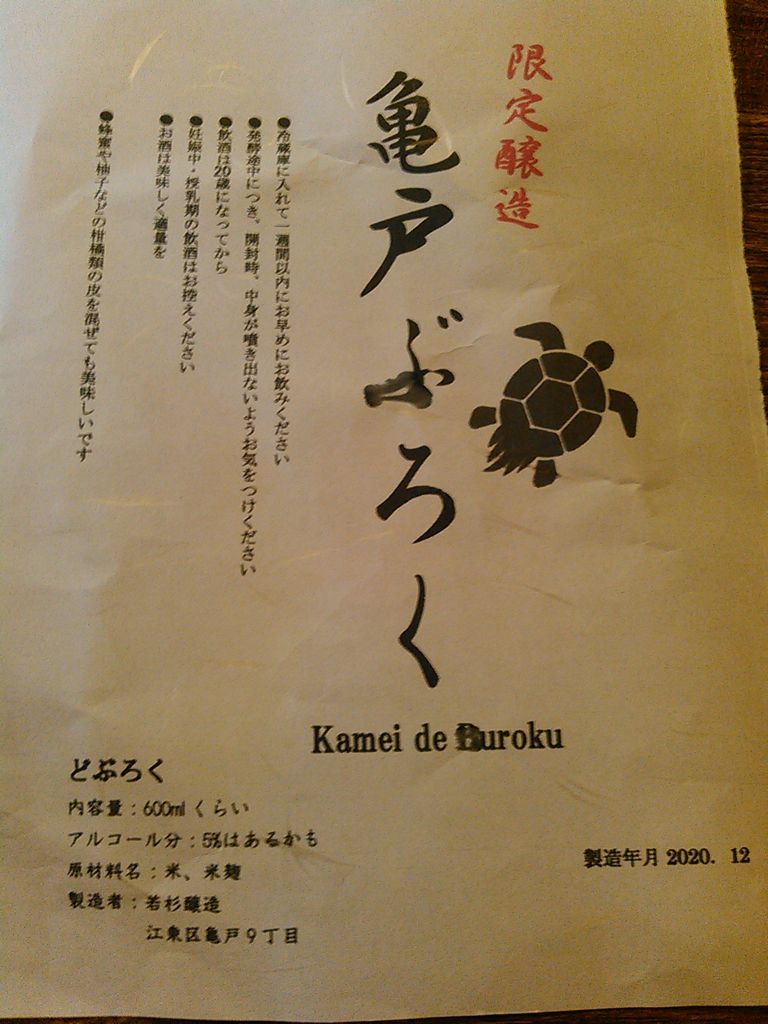 限定醸造
亀戸ぶろく
●冷蔵庫に入れて一週間以内にお早めにお飲みください
●発酵途中につき、開封時、中身が噴き出ないようお気をつけください
●飲酒は20歳になってから
●妊娠中・授乳期の飲酒はお控えください
●お酒は美味しく適量を
●蜂蜜や柚子などの柑橘類の皮を混ぜても美味しいです
Kamei de Buroku
どぶろく
内容量：600mlくらい
アルコール分：5%はあるかも
原材料名：米、米麹
製造者：若杉醸造
江東区亀戸９丁目
製造年月 2020. 12